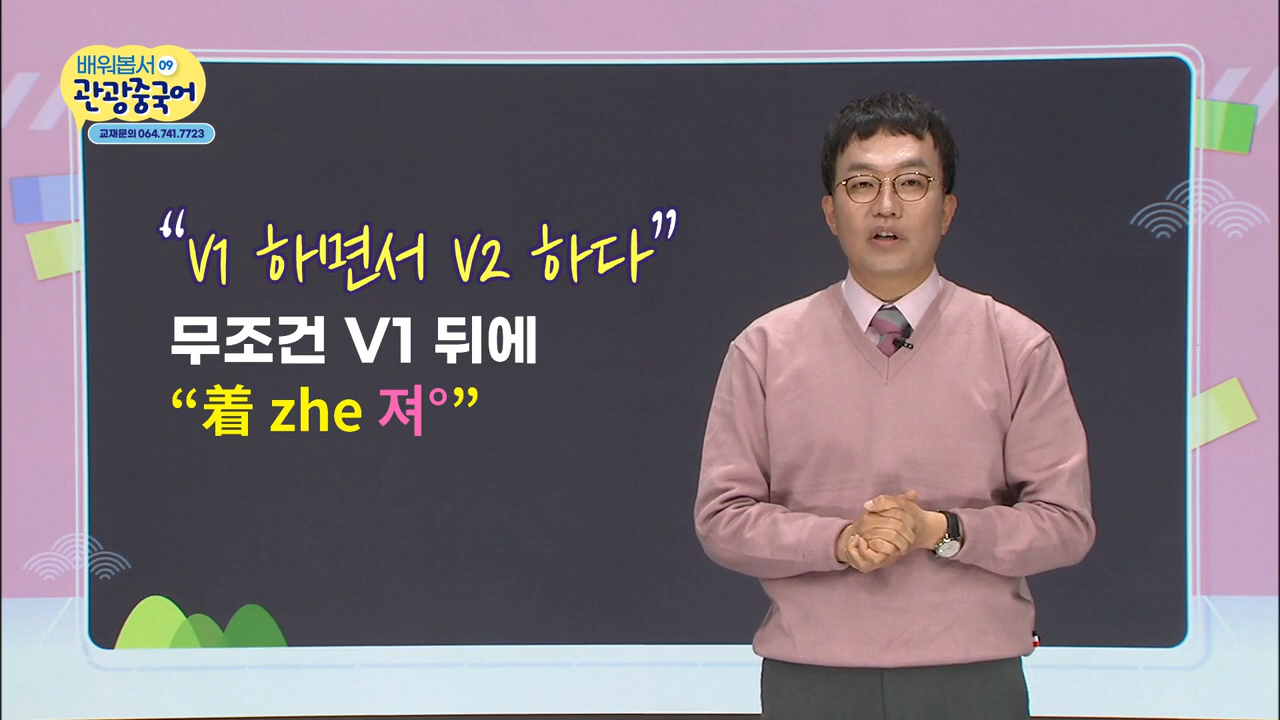 배워봅서 09
관광중국어
교재문의 064.741.7723
“V1 하면서 V2 하다”
무조건 V1 뒤에
“着 zhe 져°”